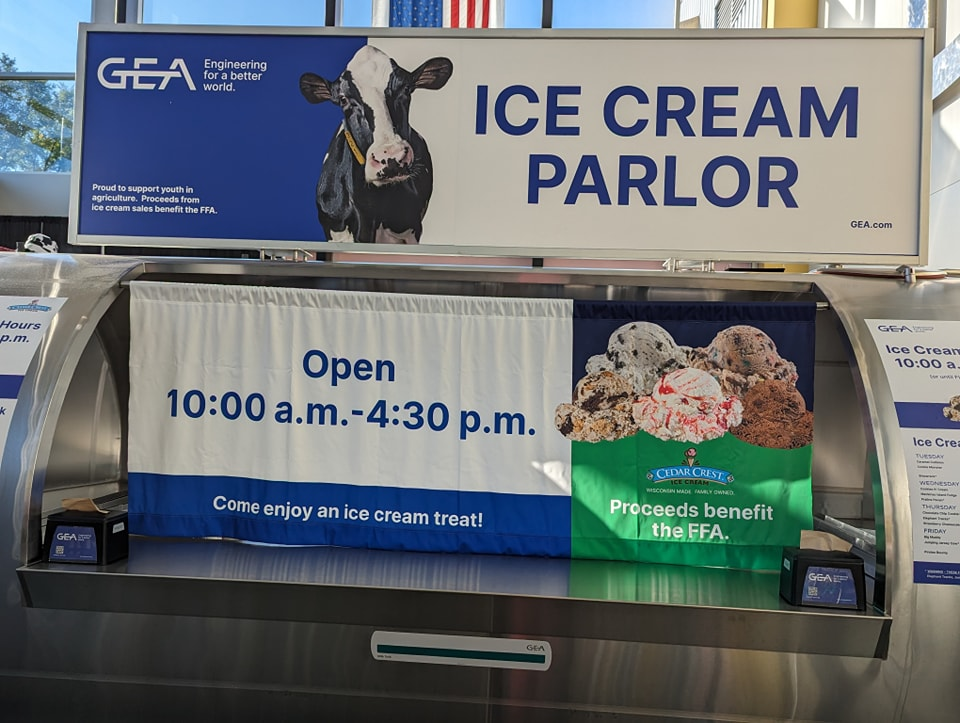 GEA Engineering
for a better
world.
ICE CREAM
PARLOR
Proud to support youth in
agriculture. Proceeds from
ice cream sales benefit the FFA.
GEA.com
Hours
p.m.
Open
10:00 a.m.-4:30 p.m.
Come enjoy an ice cream treat!
CEDAR CREST
ICE CREAM
WISCONSIN MADE. FAMILY OWNED.
Proceeds benefit
the FFA.
GEA
Ice Cream
10:00 a.
Ice Crea
TUESDAY
WEDNESDAY
THURSDAY
FRIDAY
GEA
GEA
GEA